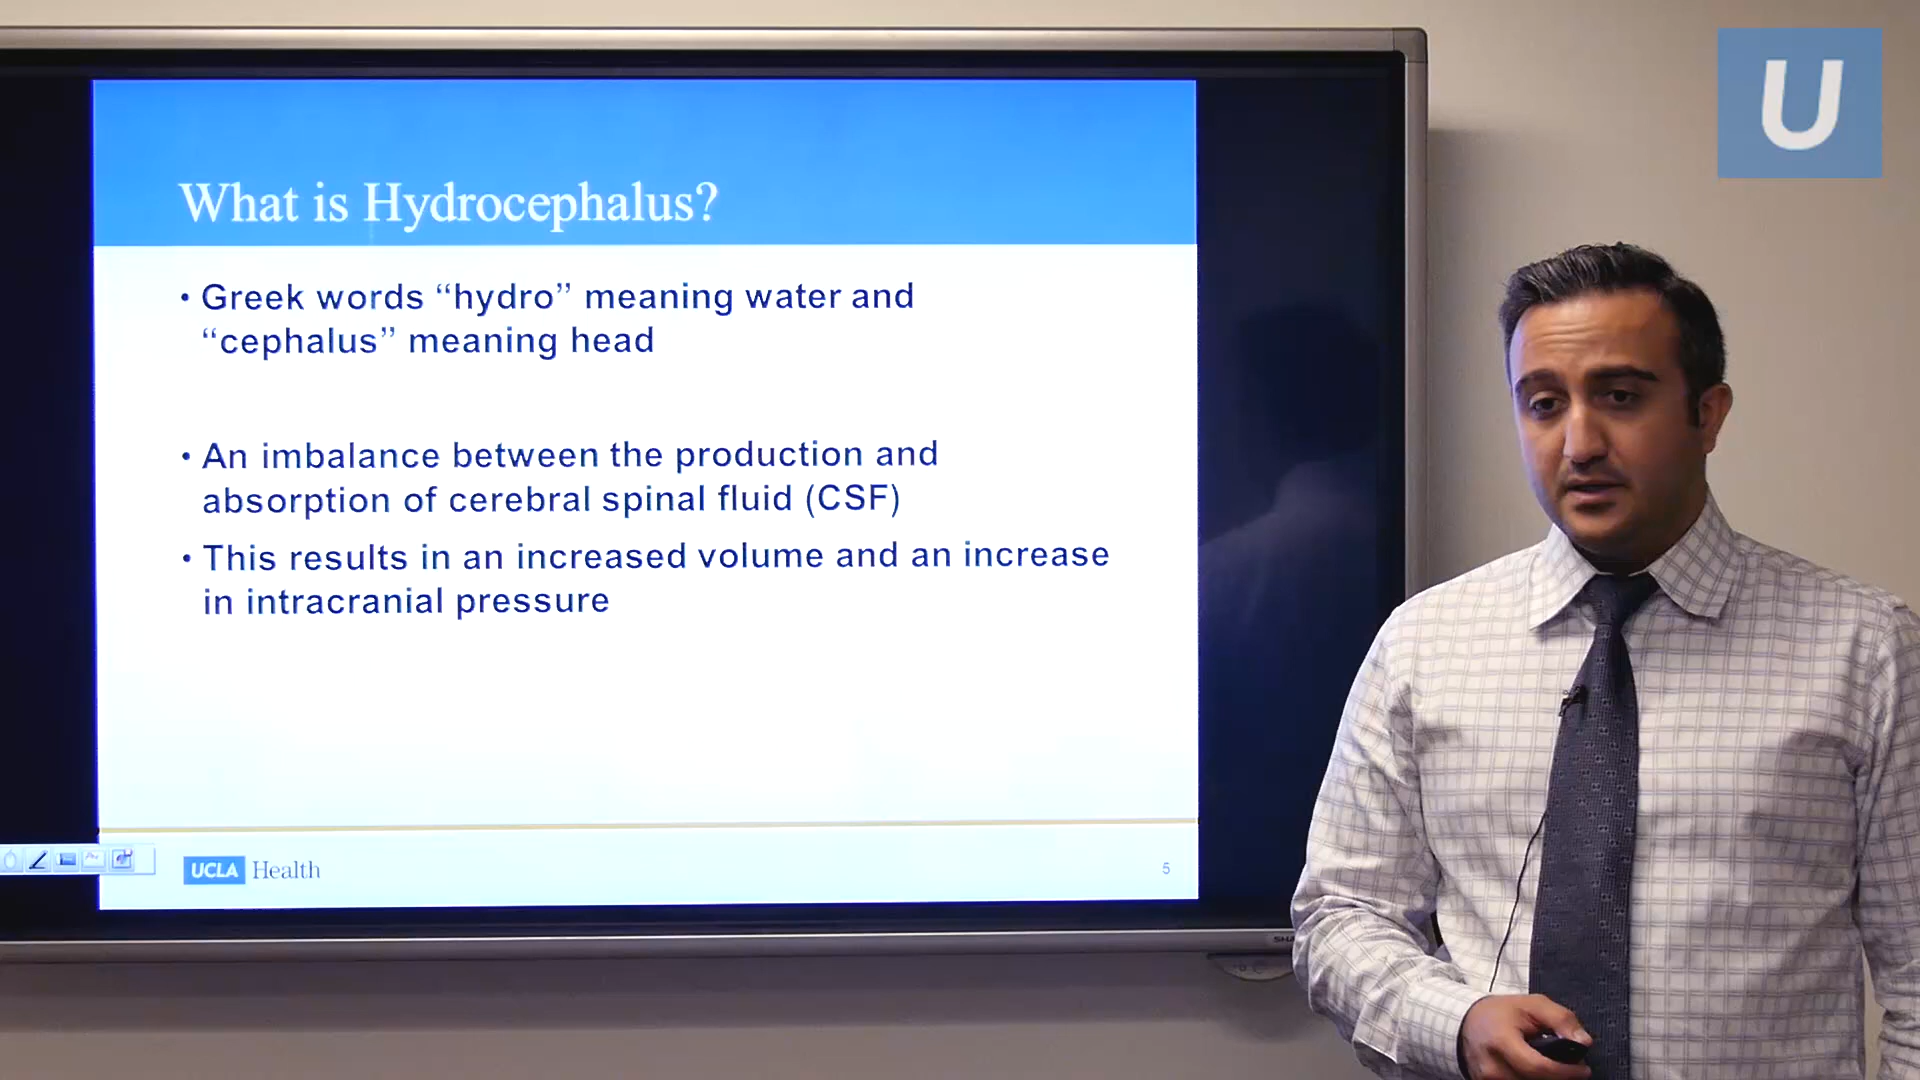 U
What is Hydrocephalus?
• Greek words “hydro” meaning water and
“cephalus” meaning head
• An imbalance between the production and
absorption of cerebral spinal fluid (CSF)
• This results in an increased volume and an increase
in intracranial pressure
UCLA Health
5